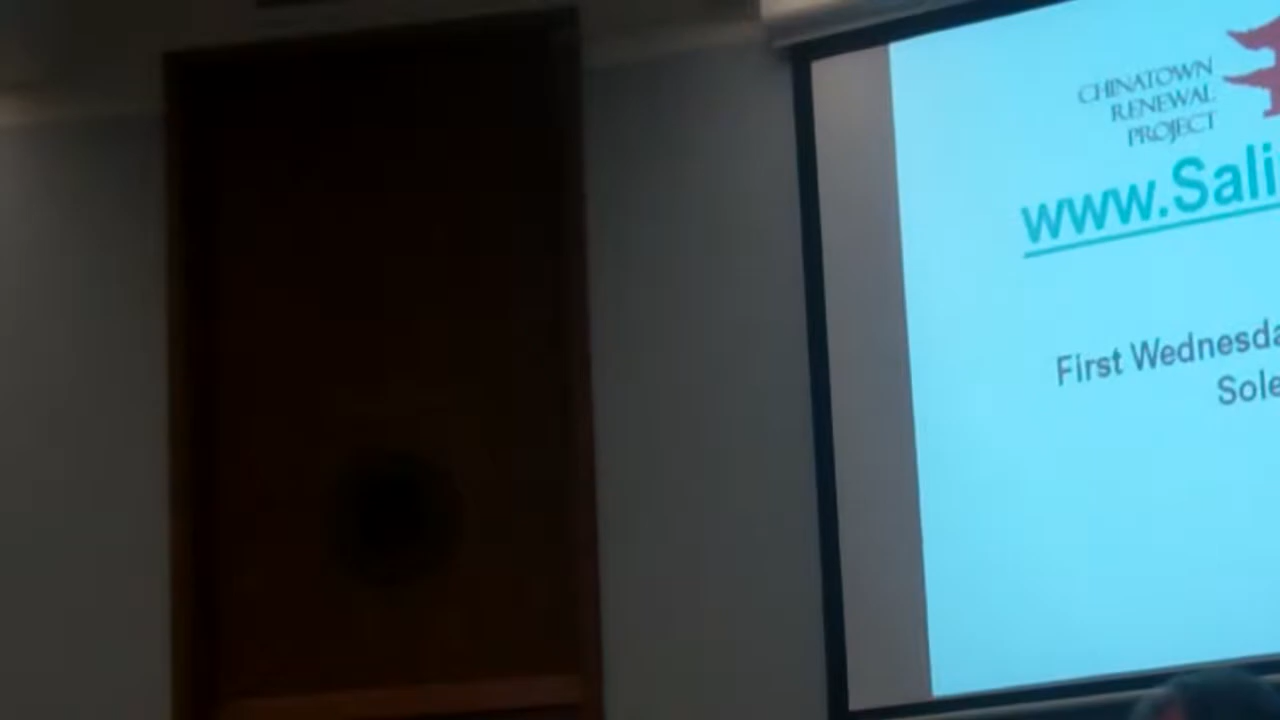 CHINATOWN
RENEWAL
PROJECT
www.Sali
First Wednesda
Sole